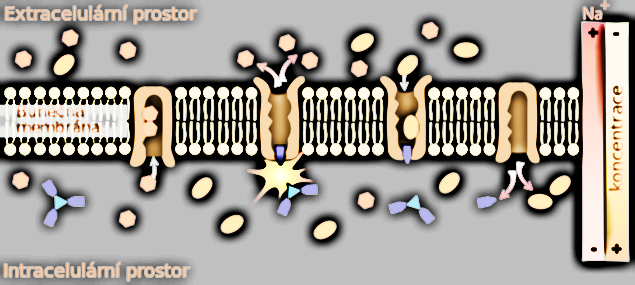 Extracelulární prostor
Na+
+ -
Buněčná
membrána
koncentrace
- +
Intracelulární prostor